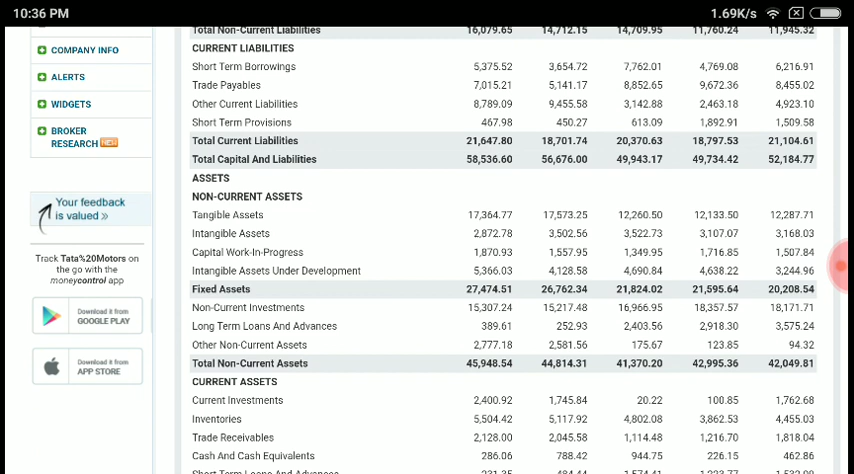 10:36 PM 1.69K/s
COMPANY INFO
ALERTS
WIDGETS
BROKER
RESEARCH
Your feedback
is valued »
Track Tata%20Motors on
the go with the
moneycontrol app
Download it from
GOOGLE PLAY
Download it from
APP STORE
Total Non-Current Liabilities 16,079.65 14,712.15 14,709.95 11,760.24 11,945.32
CURRENT LIABILITIES
Short Term Borrowings 5,375.52 3,654.72 7,762.01 4,769.08 6,216.91
Trade Payables 7,015.21 5,141.17 8,852.65 9,672.36 8,455.02
Other Current Liabilities 8,789.09 9,455.58 3,142.88 2,463.18 4,923.10
Short Term Provisions 467.98 450.27 613.09 1,892.91 1,509.58
Total Current Liabilities 21,647.80 18,701.74 20,370.63 18,797.53 21,104.61
Total Capital And Liabilities 58,536.60 56,676.00 49,943.17 49,734.42 52,184.77
ASSETS
NON-CURRENT ASSETS
Tangible Assets 17,364.77 17,573.25 12,260.50 12,133.50 12,287.71
Intangible Assets 2,872.78 3,502.56 3,522.73 3,107.07 3,168.03
Capital Work-In-Progress 1,870.93 1,557.95 1,349.95 1,716.85 1,507.84
Intangible Assets Under Development 5,366.03 4,128.58 4,690.84 4,638.22 3,244.96
Fixed Assets 27,474.51 26,762.34 21,824.02 21,595.64 20,208.54
Non-Current Investments 15,307.24 15,217.48 16,966.95 18,357.57 18,171.71
Long Term Loans And Advances 389.61 252.93 2,403.56 2,918.30 3,575.24
Other Non-Current Assets 2,777.18 2,581.56 175.67 123.85 94.32
Total Non-Current Assets 45,948.54 44,814.31 41,370.20 42,995.36 42,049.81
CURRENT ASSETS
Current Investments 2,400.92 1,745.84 20.22 100.85 1,762.68
Inventories 5,504.42 5,117.92 4,802.08 3,862.53 4,455.03
Trade Receivables 2,128.00 2,045.58 1,114.48 1,216.70 1,818.04
Cash And Cash Equivalents 286.06 788.42 944.75 226.15 462.86
Short Term Loans And Advances